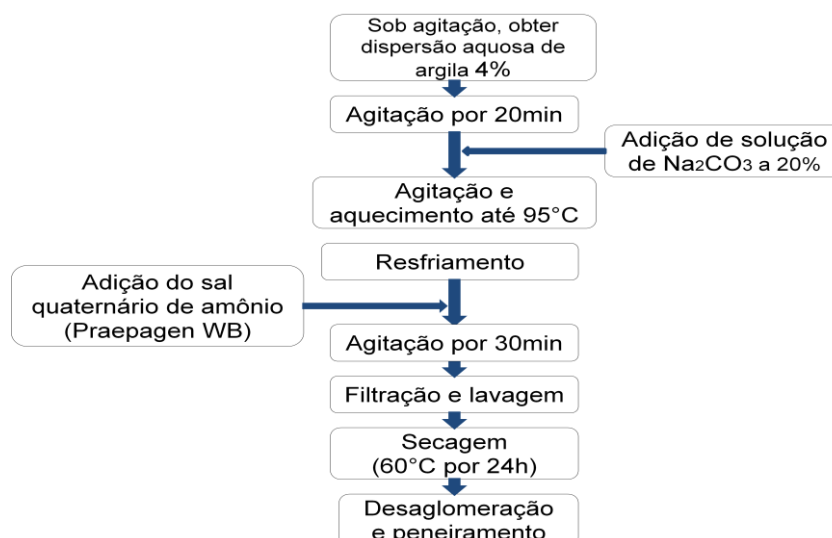 Sob agitação, obter
dispersão aquosa de
argila 4%
Agitação por 20min
Adição de solução
de Na₂CO₃ a 20%
Agitação e
aquecimento até 95°C
Resfriamento
Adição do sal
quaternário de amônio
(Praepagen WB)
Agitação por 30min
Filtração e lavagem
Secagem
(60°C por 24h)
Desaglomeração
e peneiramento